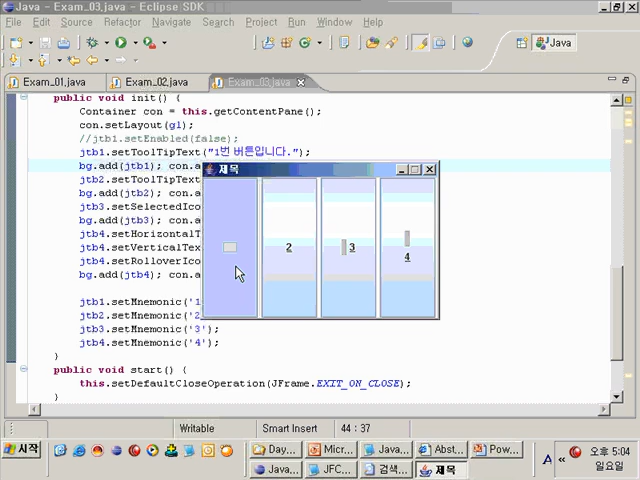 Java - Exam_03.java - Eclipse SDK
File Edit Source Refactor Navigate Search Project Run Window Help
Java
Exam_01.java Exam_02.java Exam_03.java
public void init() {
Container con = this.getContentPane();
con.setLayout(gl);
//jtb1.setEnabled(false);
jtb1.setToolTipText("1번 버튼입니다.");
bg.add(jtb1); con.a
jtb2.setToolTipText
bg.add(jtb2); con.a
jtb3.setSelectedIco
bg.add(jtb3); con.a
jtb4.setHorizontalT
jtb4.setVerticalTex
jtb4.setRolloverIco
bg.add(jtb4); con.a
제목
2
3
4
jtb1.setMnemonic('1
jtb2.setMnemonic('2
jtb3.setMnemonic('3');
jtb4.setMnemonic('4');
}
public void start() {
this.setDefaultCloseOperation(JFrame.EXIT_ON_CLOSE);
}
Writable Smart Insert 44 : 37
시작
Day... Micr... Java... Abst... Pow...
Java... JFC... 검색... 제목
A
«
오후 5:04
일요일